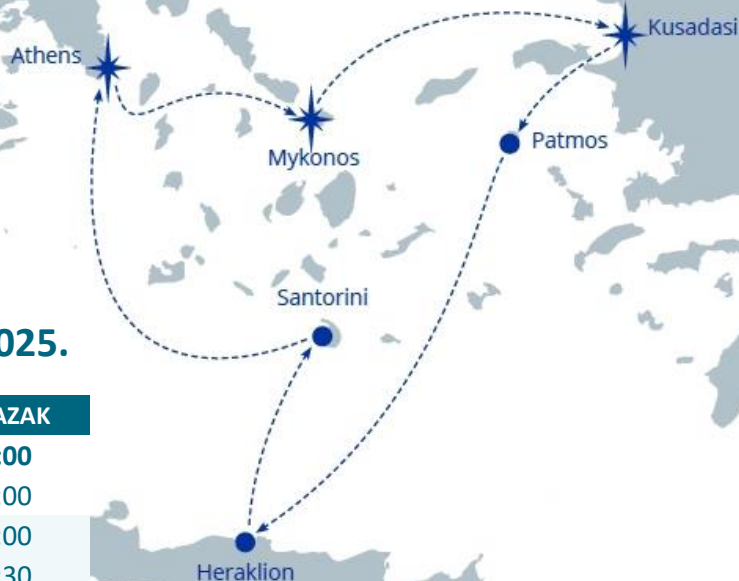 Kusadasi
Athens
Patmos
Mykonos
Santorini
025.
AZAK
:00
:00
:00
:30
Heraklion